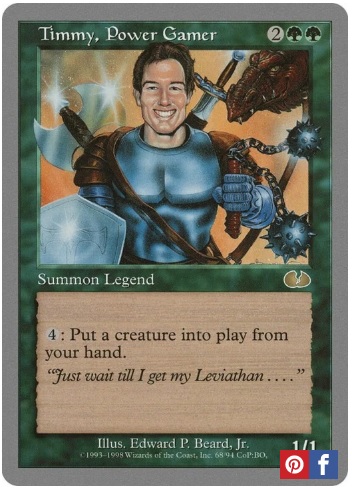 Timmy, Power Gamer 2
Summon Legend
4: Put a creature into play from
your hand.
"Just wait till I get my Leviathan . . . ."
Illus. Edward P. Beard, Jr.
©1993–1998 Wizards of the Coast, Inc. 68/94 CoP:BO.
1/1